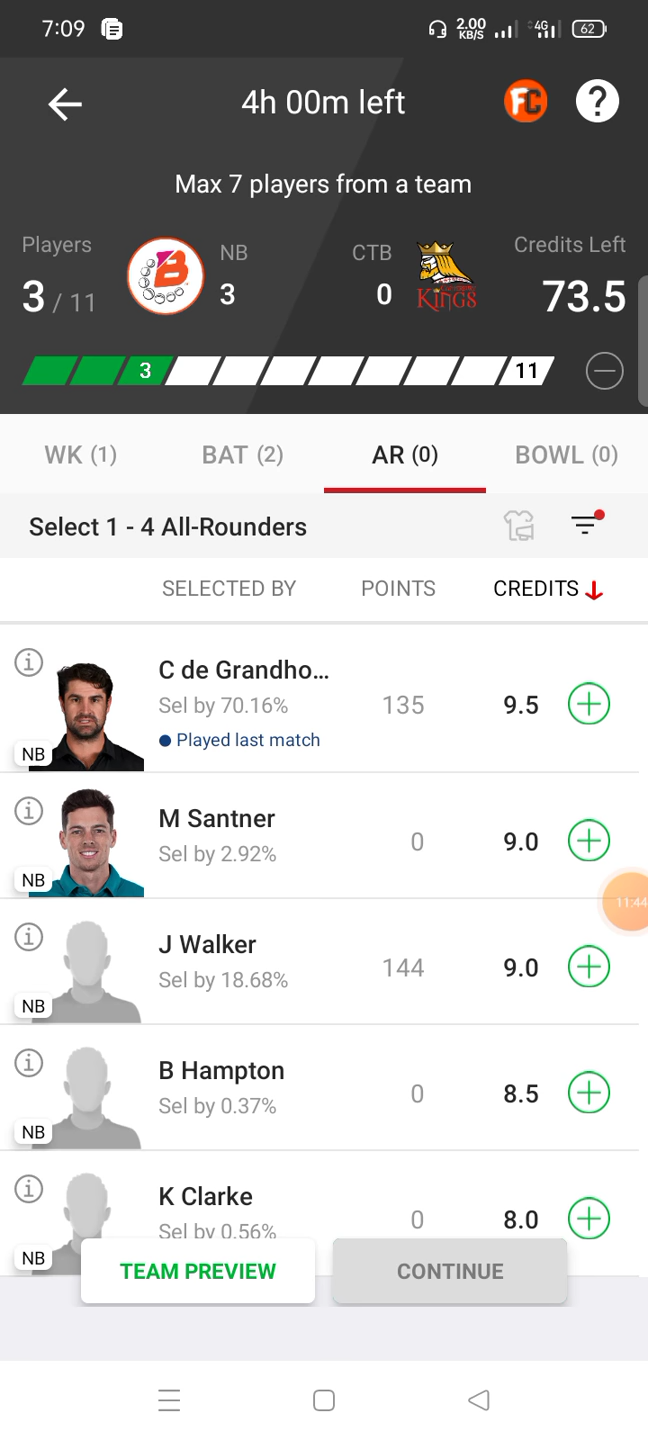 7:09 2.00 KB/S 4G 62
4h 00m left FC ?
Max 7 players from a team
Players NB CTB Credits Left
3 / 11 B 3 0 KINGS 73.5
3 11
WK (1) BAT (2) AR (0) BOWL (0)
Select 1 - 4 All-Rounders
SELECTED BY POINTS CREDITS
C de Grandho...
Sel by 70.16% 135 9.5
NB Played last match
M Santner
Sel by 2.92% 0 9.0
NB
11:44
J Walker
Sel by 18.68% 144 9.0
NB
B Hampton
Sel by 0.37% 0 8.5
NB
K Clarke
Sel by 0.56% 0 8.0
NB
TEAM PREVIEW CONTINUE